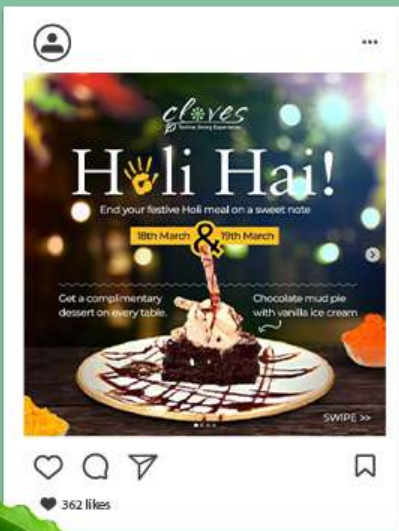 cloves
Techno Dining Experience
Holi Hai!
End your festive Holi meal on a sweet note
18th March & 19th March
Get a complimentary
dessert on every table.
Chocolate mud pie
with vanilla ice cream
SWIPE >>
362 likes